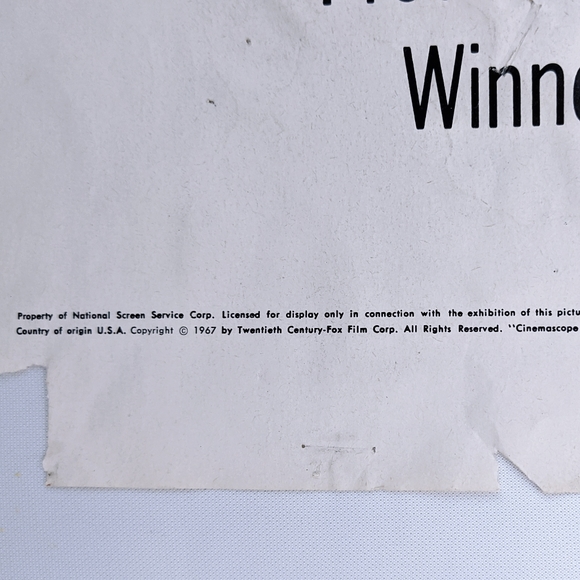 Winne
Property of National Screen Service Corp. Licensed for display only in connection with the exhibition of this pictu
Country of origin U.S.A. Copyright © 1967 by Twentieth Century-Fox Film Corp. All Rights Reserved. "Cinemascope